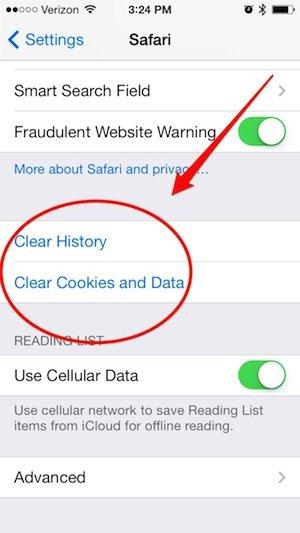 Verizon 3:24 PM
Settings Safari
Smart Search Field
Fraudulent Website Warning
More about Safari and privacy…
Clear History
Clear Cookies and Data
READING LIST
Use Cellular Data
Use cellular network to save Reading List
items from iCloud for offline reading.
Advanced